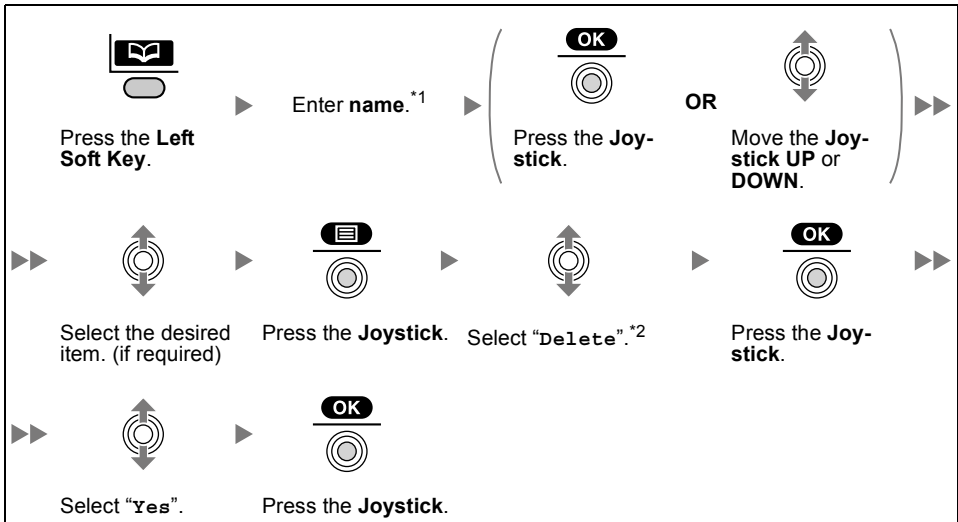 OK
Enter name.*1
OR
Press the Left
Soft Key.
Press the Joy-
stick.
Move the Joy-
stick UP or
DOWN.
OK
Select the desired
item. (if required)
Press the Joystick.
Select “Delete”.*2
Press the Joy-
stick.
OK
Select “Yes”.
Press the Joystick.